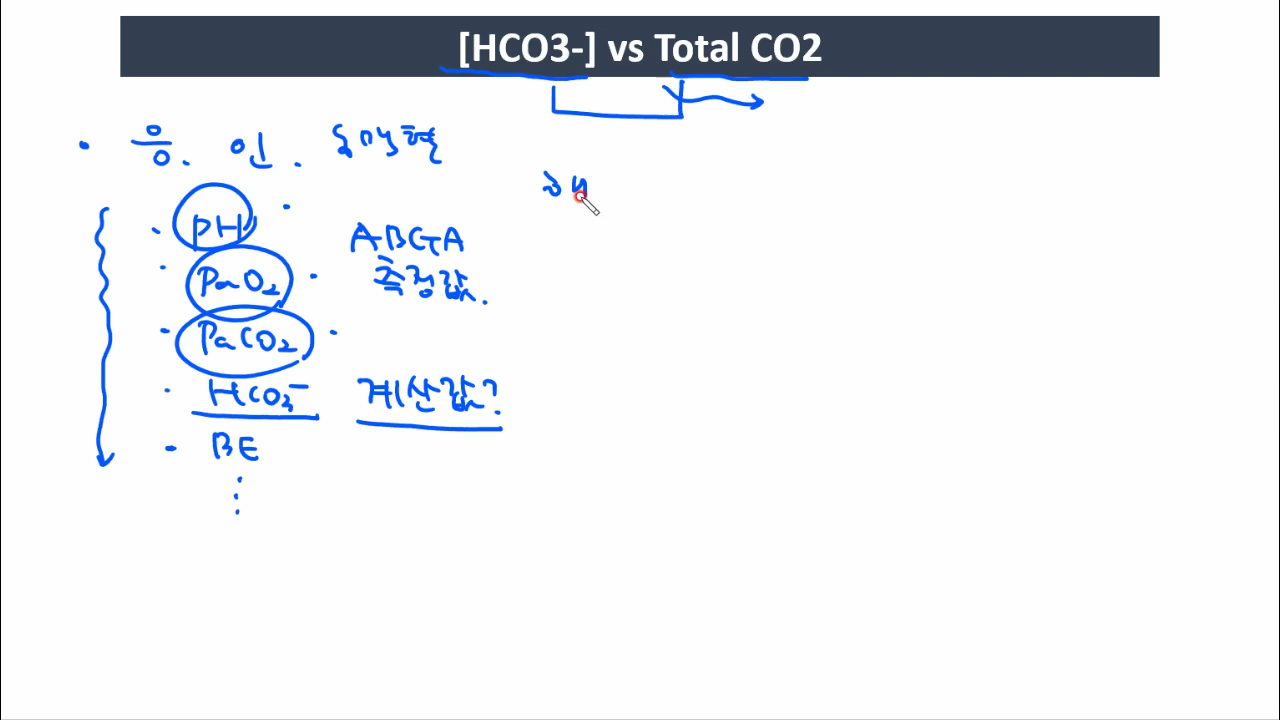 [HCO3-] vs Total CO2
· 응. 인. 동맥혈
· pH ·
· PaO2 · ABGA
측정값.
· PaCO2 ·
· HCO3- 계산값?
· BE
⋮